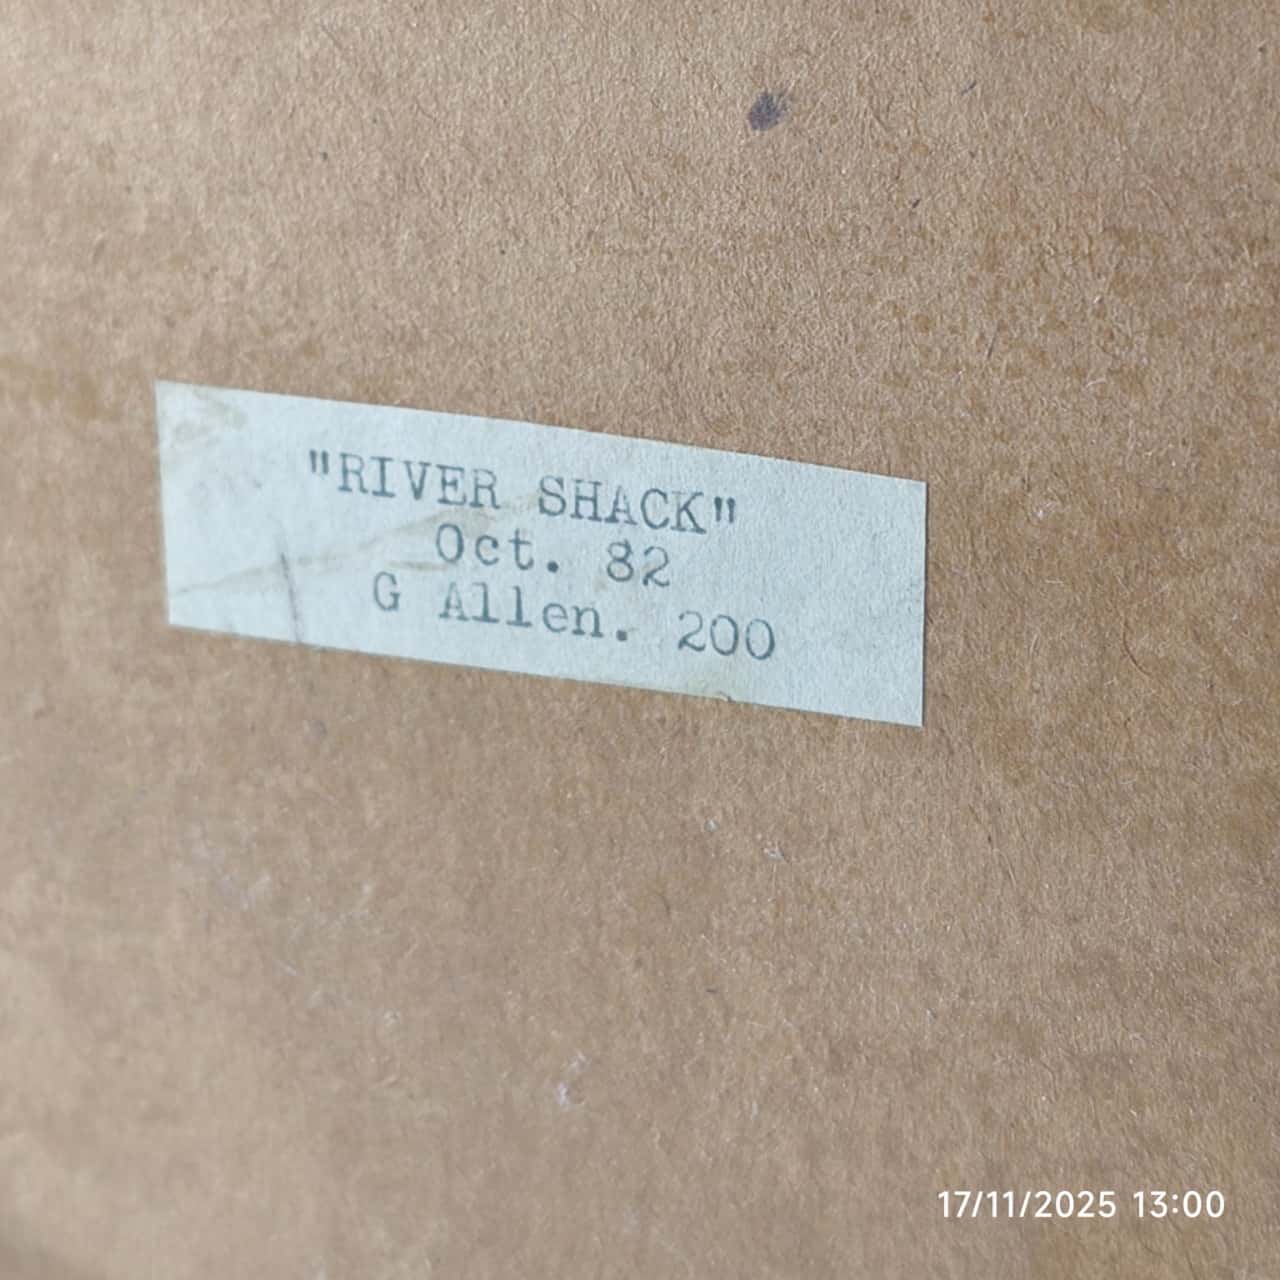 "RIVER SHACK"
Oct. 82
G Allen. 200
17/11/2025 13:00